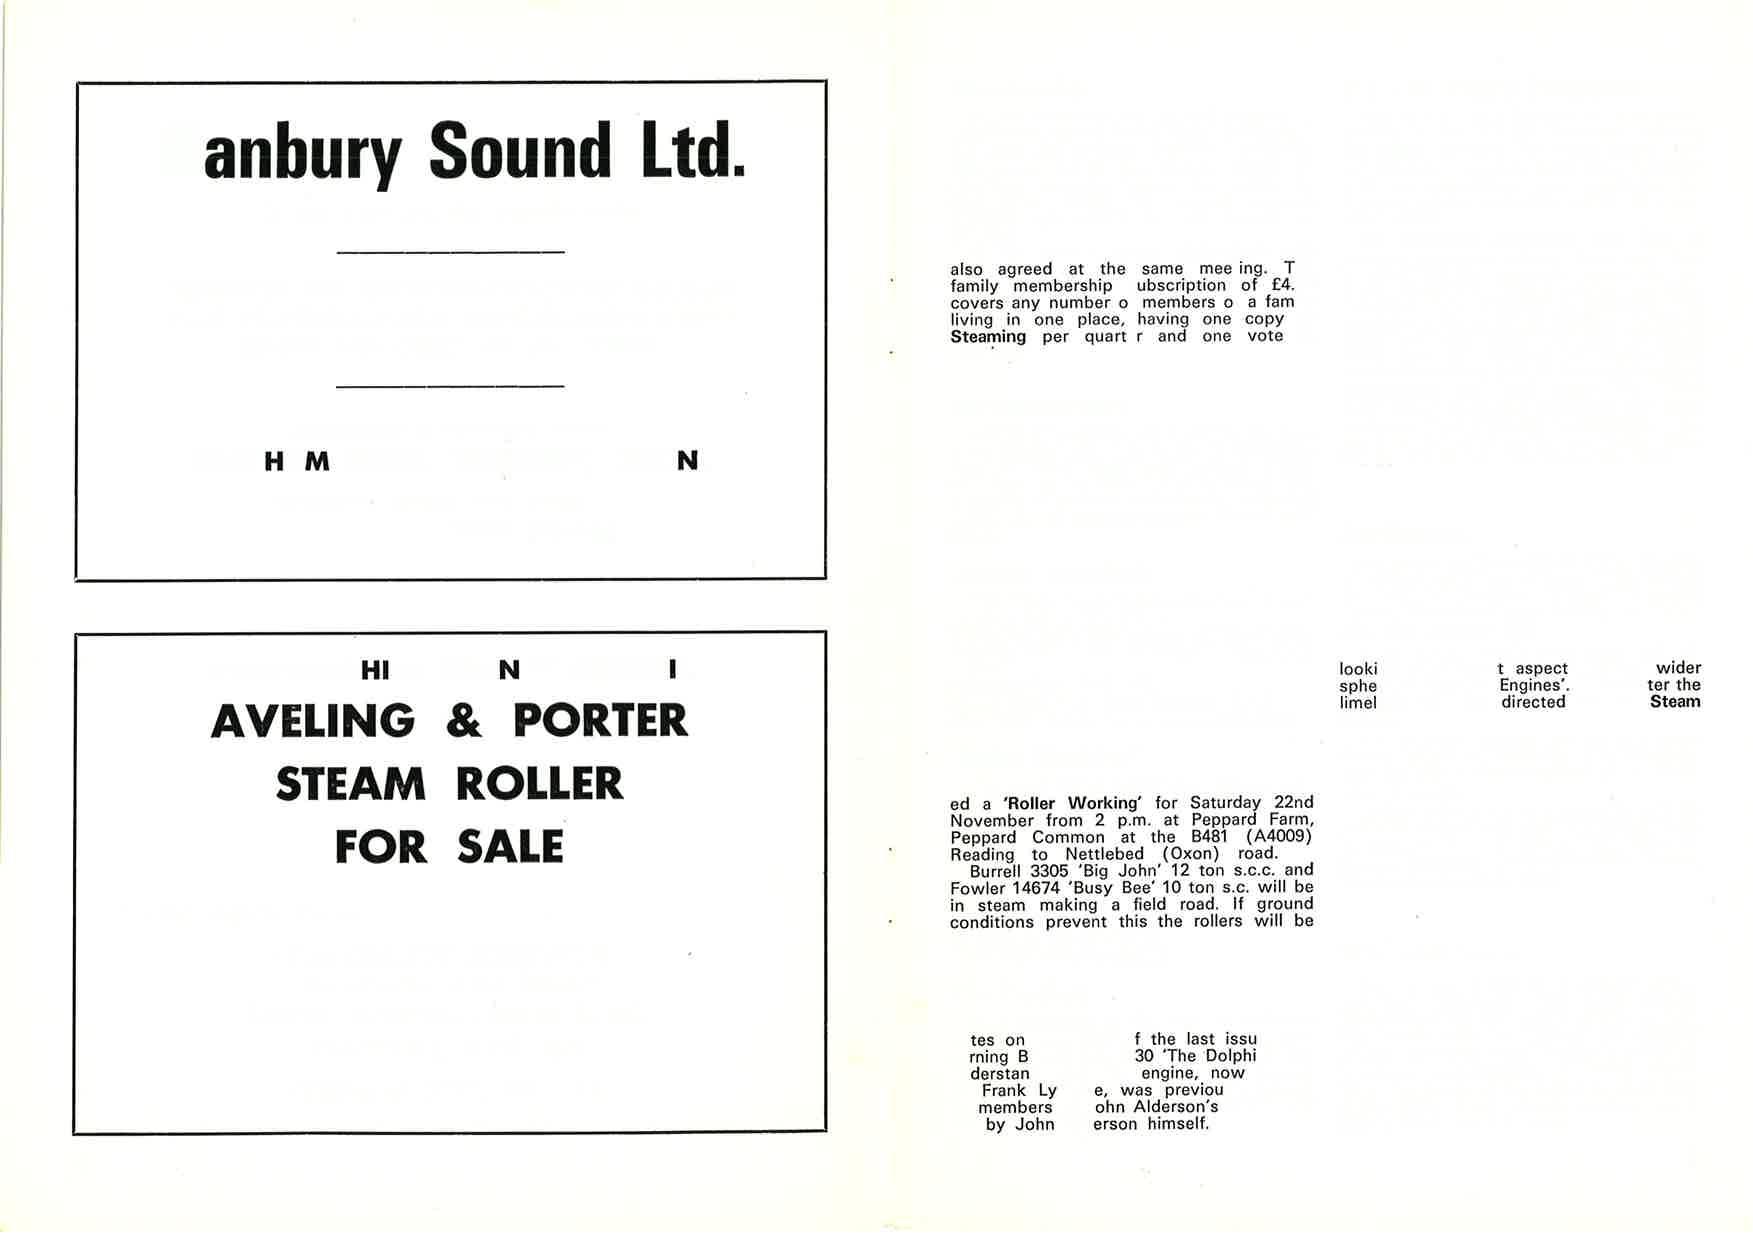 anbury Sound Ltd.
H M N
HI N I
AVELING & PORTER
STEAM ROLLER
FOR SALE
also agreed at the same mee ing. T
family membership ubscription of £4.
covers any number o members o a fam
living in one place, having one copy
Steaming per quart r and one vote
ed a 'Roller Working' for Saturday 22nd
November from 2 p.m. at Peppard Farm,
Peppard Common at the B481 (A4009)
Reading to Nettlebed (Oxon) road.
Burrell 3305 'Big John' 12 ton s.c.c. and
Fowler 14674 'Busy Bee' 10 ton s.c. will be
in steam making a field road. If ground
conditions prevent this the rollers will be
tes on f the last issu
rning B 30 'The Dolphi
derstan engine, now
Frank Ly e, was previou
members ohn Alderson's
by John erson himself.
looki t aspect wider
sphe Engines'. ter the
limel directed Steam